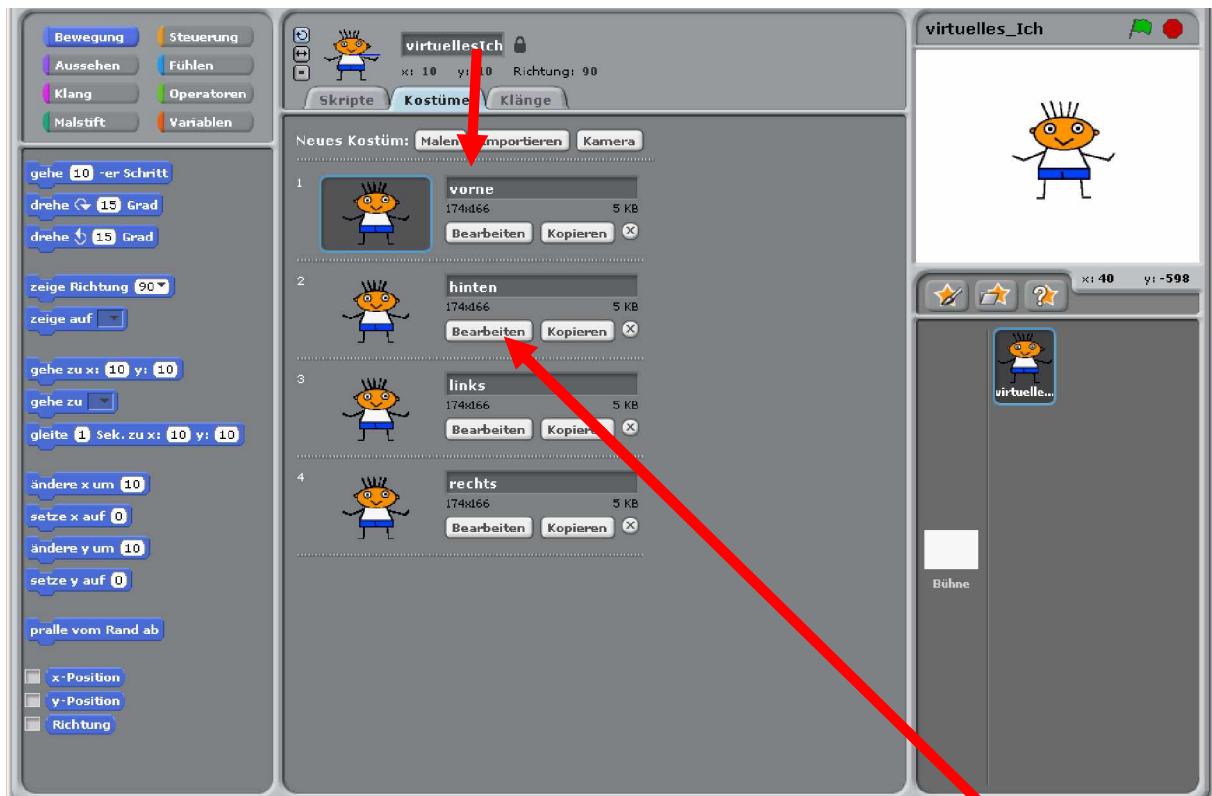 Bewegung Steuerung
Aussehen Fühlen
Klang Operatoren
Malstift Variablen
gehe 10 -er Schritt
drehe 15 Grad
drehe 15 Grad
zeige Richtung 90
zeige auf
gehe zu x: 10 y: 10
gehe zu
gleite 1 Sek. zu x: 10 y: 10
ändere x um 10
setze x auf 0
ändere y um 10
setze y auf 0
pralle vom Rand ab
x-Position
y-Position
Richtung
virtuellesIch
x: 10 y: 10 Richtung: 90
Skripte Kostüme Klänge
Neues Kostüm: Malen Importieren Kamera
1
vorne
174x166 5 KB
Bearbeiten Kopieren
2
hinten
174x166 5 KB
Bearbeiten Kopieren
3
links
174x166 5 KB
Bearbeiten Kopieren
4
rechts
174x166 5 KB
Bearbeiten Kopieren
virtuelles_Ich
x: 40 y: -598
virtuelle...
Bühne